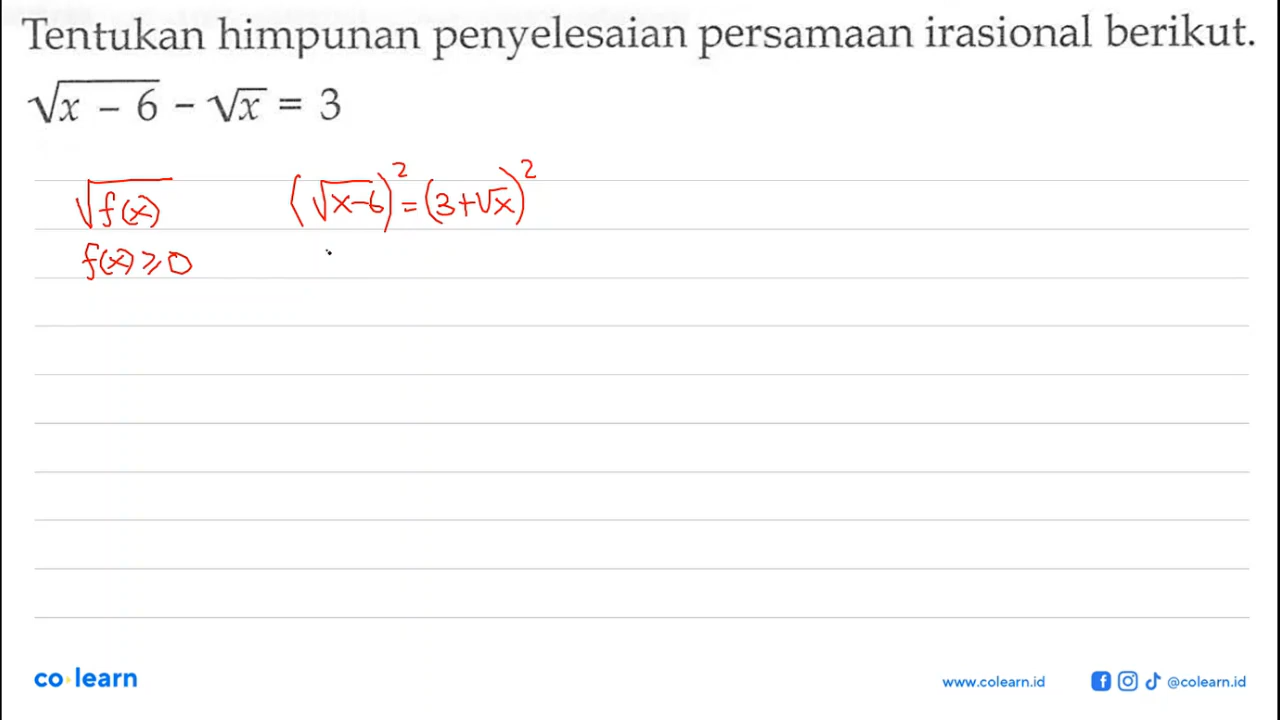 Tentukan himpunan penyelesaian persamaan irasional berikut.
√(x – 6) – √x = 3
√f(x) (√(x-6))² = (3+√x)²
f(x) ≥ 0
co learn
www.colearn.id @colearn.id